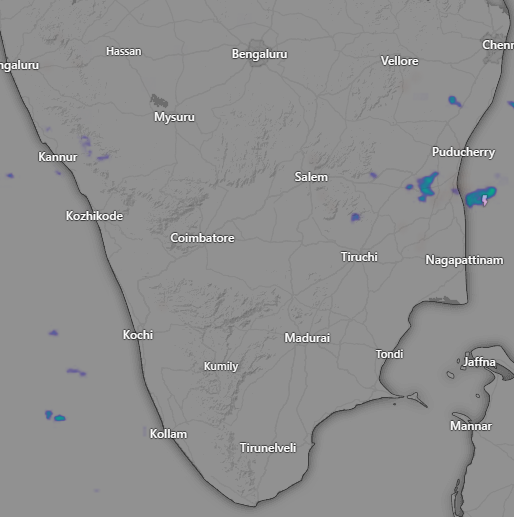 Hassan
Bengaluru
Chenn
ngaluru
Vellore
Mysuru
Kannur
Puducherry
Salem
Kozhikode
Coimbatore
Tiruchi
Nagapattinam
Kochi
Madurai
Tondi
Kumily
Jaffna
Kollam
Mannar
Tirunelveli